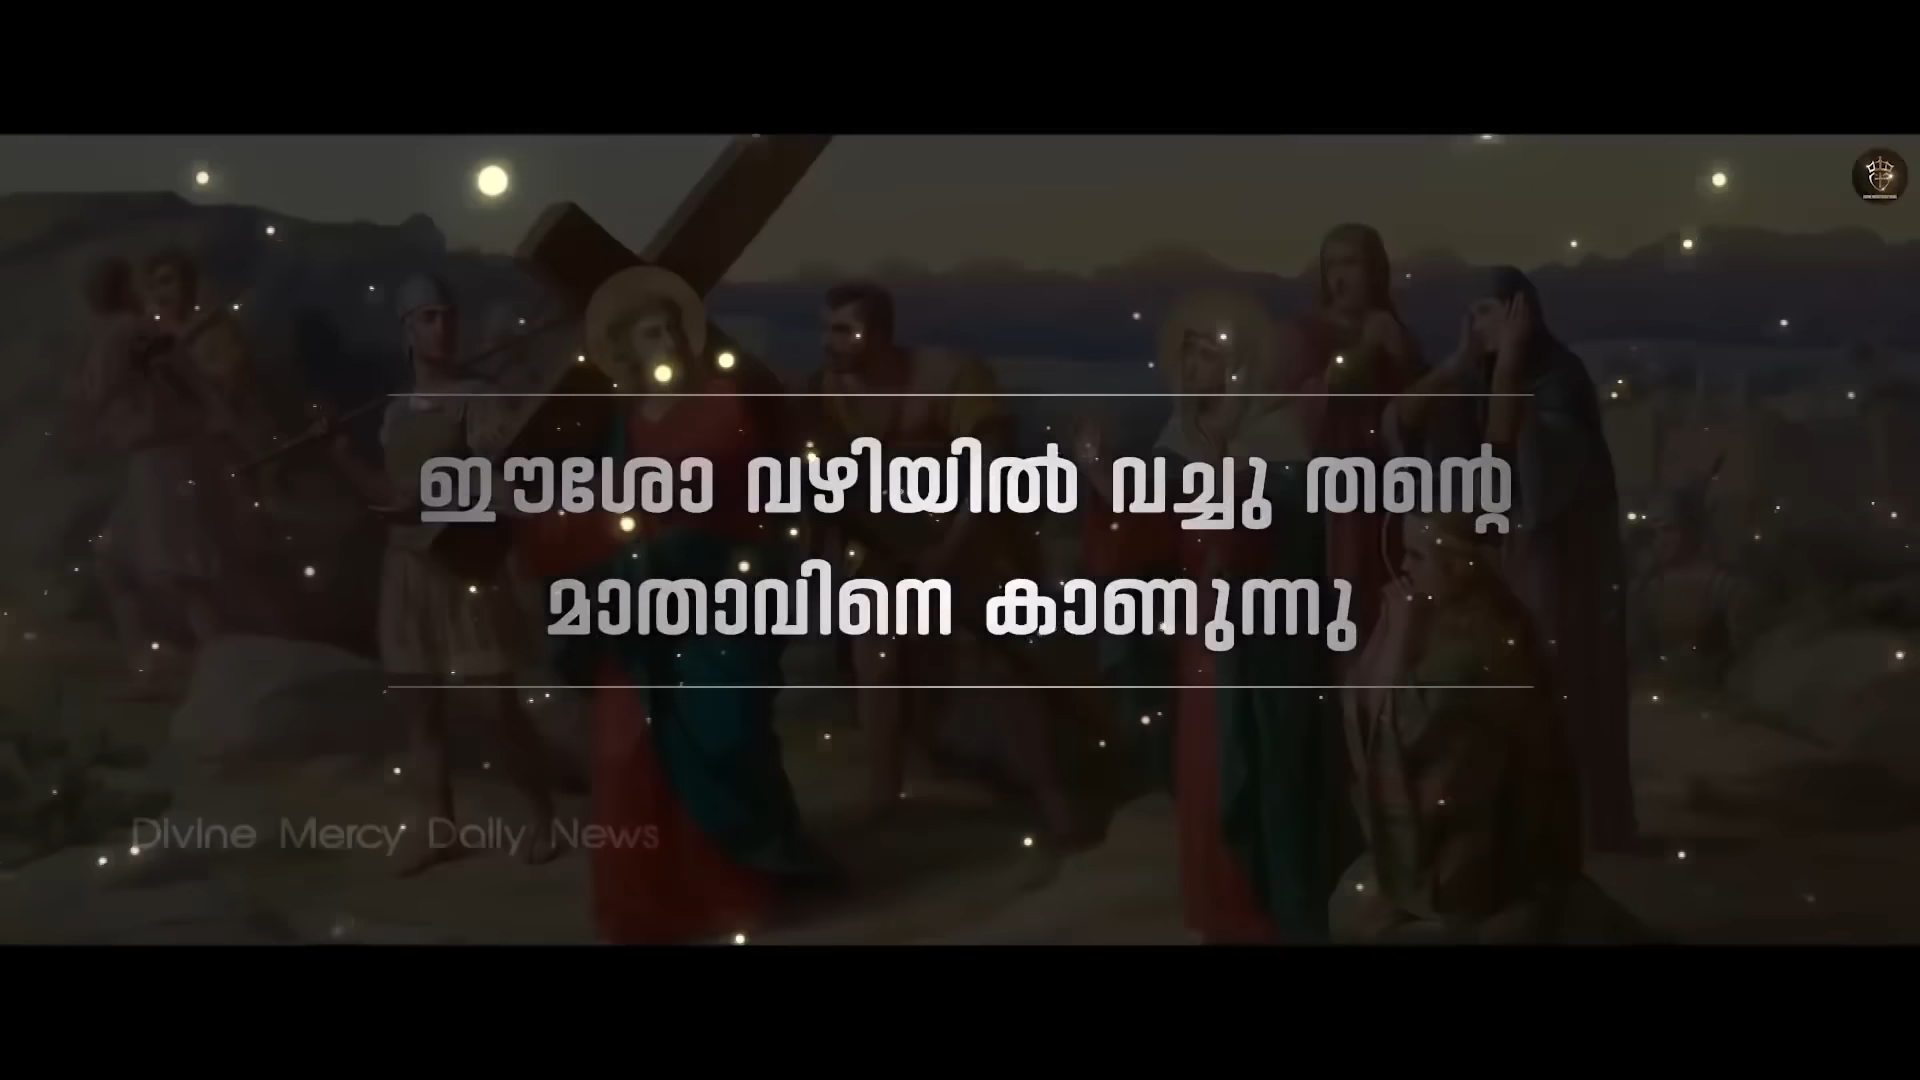 ഈശോ വഴിയിൽ വച്ചു തന്റെ
മാതാവിനെ കാണുന്നു
Divine Mercy Daily News